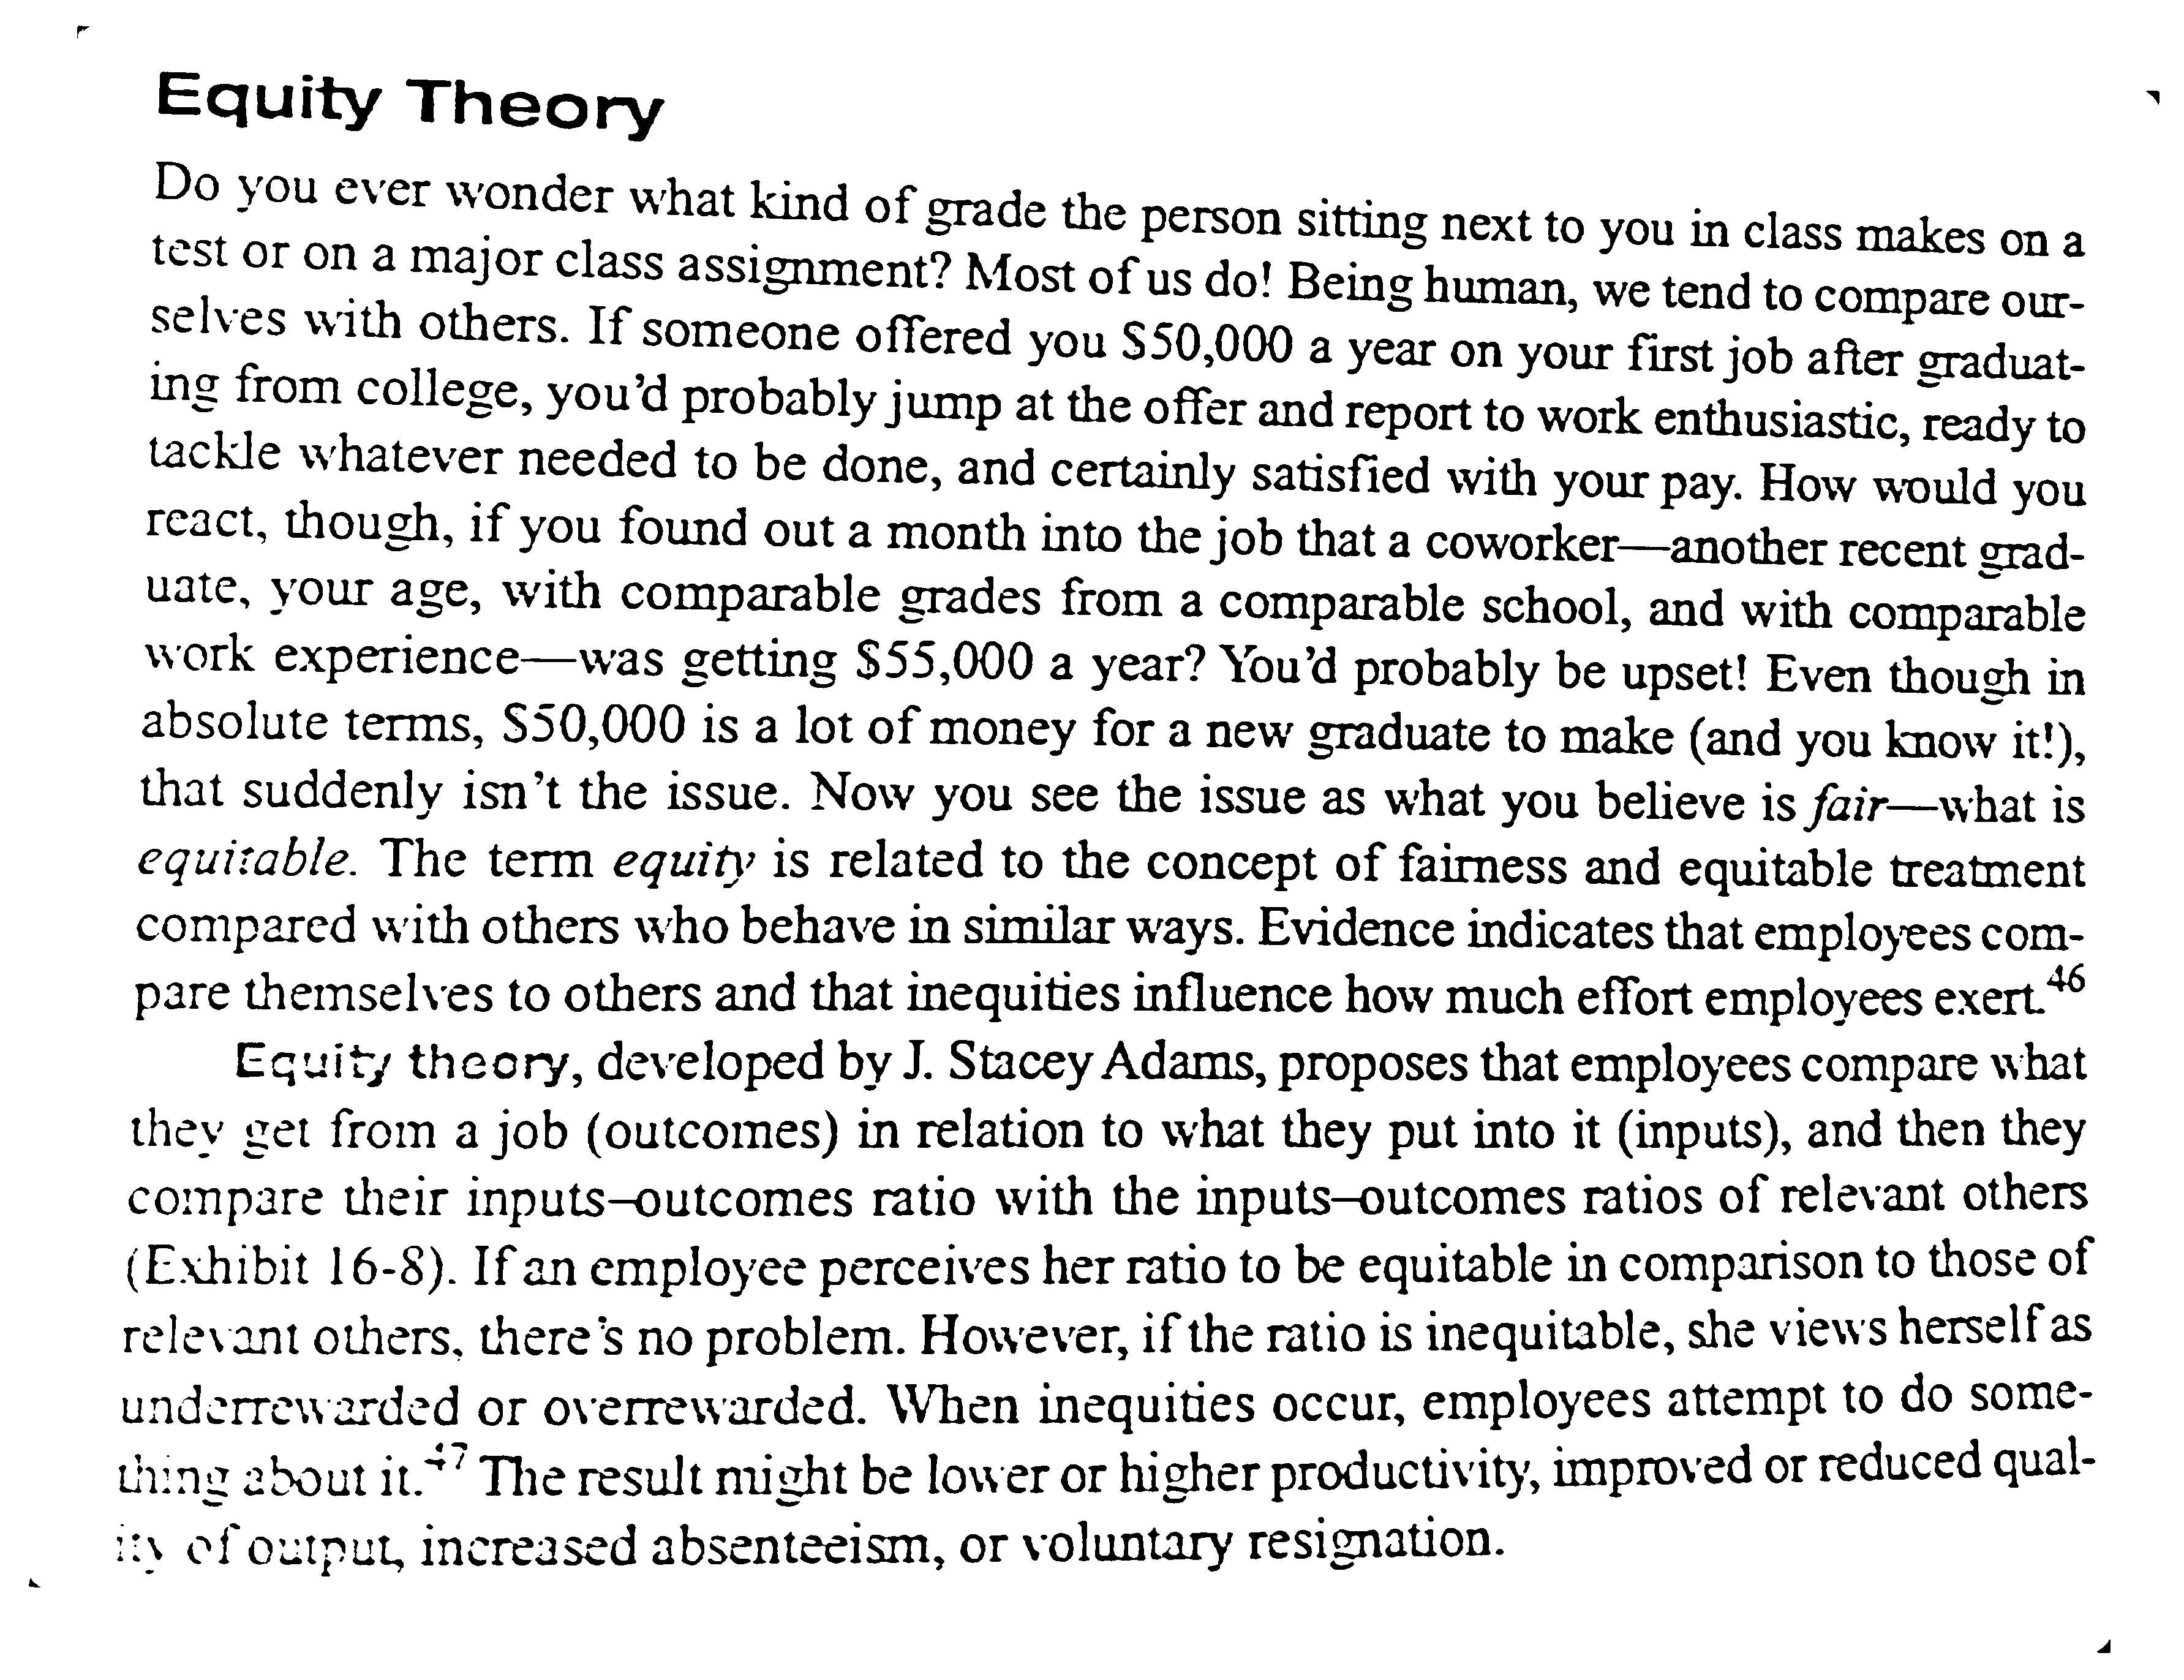 Equity Theory
Do you ever wonder what kind of grade the person sitting next to you in class makes on a
test or on a major class assignment? Most of us do! Being human, we tend to compare our-
selves with others. If someone offered you $50,000 a year on your first job after graduat-
ing from college, you'd probably jump at the offer and report to work enthusiastic, ready to
tackle whatever needed to be done, and certainly satisfied with your pay. How would you
react, though, if you found out a month into the job that a coworker—another recent grad-
uate, your age, with comparable grades from a comparable school, and with comparable
work experience—was getting $55,000 a year? You'd probably be upset! Even though in
absolute terms, $50,000 is a lot of money for a new graduate to make (and you know it!),
that suddenly isn't the issue. Now you see the issue as what you believe is fair—what is
equitable. The term equity is related to the concept of fairness and equitable treatment
compared with others who behave in similar ways. Evidence indicates that employees com-
pare themselves to others and that inequities influence how much effort employees exert.46
Equity theory, developed by J. Stacey Adams, proposes that employees compare what
they get from a job (outcomes) in relation to what they put into it (inputs), and then they
compare their inputs–outcomes ratio with the inputs–outcomes ratios of relevant others
(Exhibit 16-8). If an employee perceives her ratio to be equitable in comparison to those of
relevant others, there's no problem. However, if the ratio is inequitable, she views herself as
underrewarded or overrewarded. When inequities occur, employees attempt to do some-
thing about it.47 The result might be lower or higher productivity, improved or reduced qual-
ity of output, increased absenteeism, or voluntary resignation.